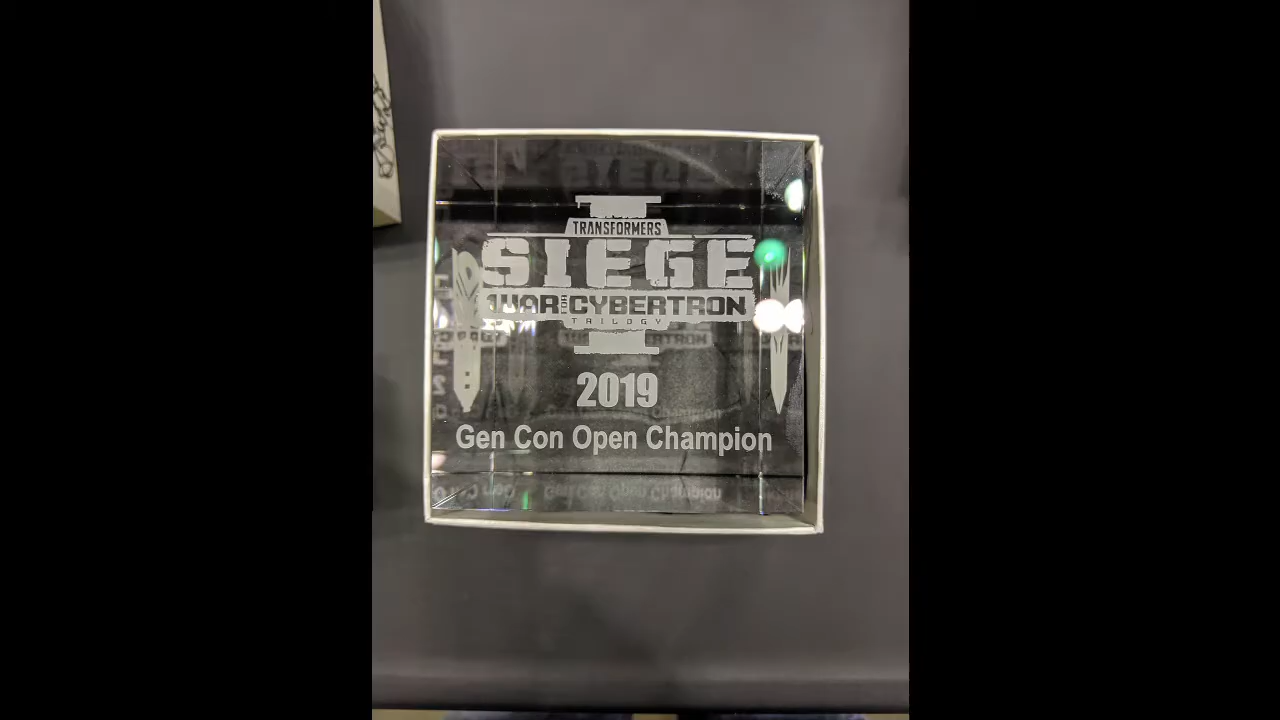 TRANSFORMERS
SIEGE
WAR FOR CYBERTRON
TRILOGY
2019
Gen Con Open Champion